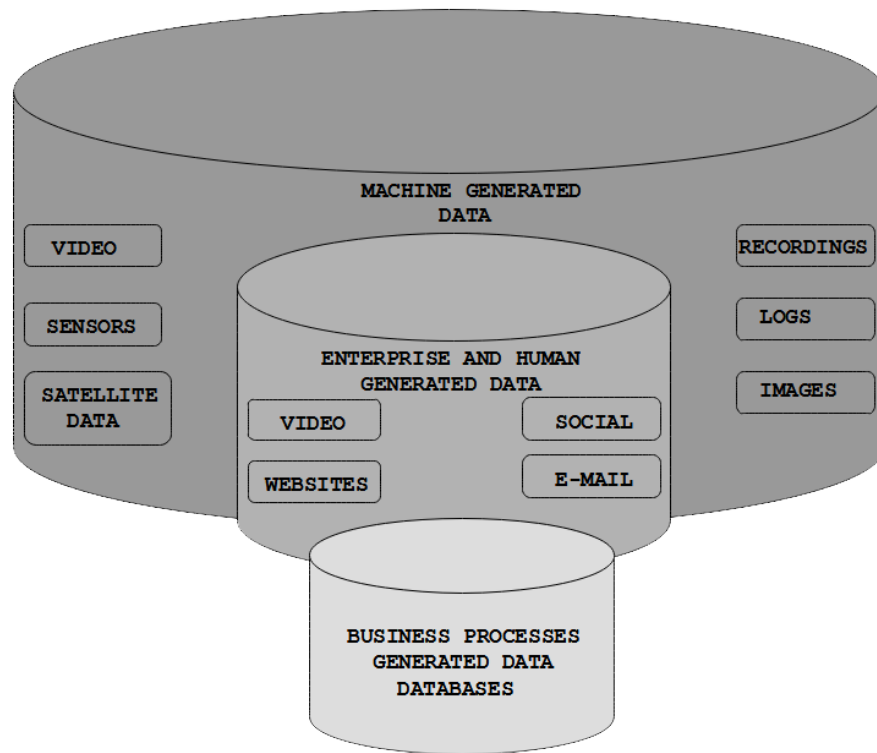 MACHINE GENERATED
DATA
VIDEO
RECORDINGS
SENSORS
LOGS
SATELLITE
DATA
IMAGES
ENTERPRISE AND HUMAN
GENERATED DATA
VIDEO
SOCIAL
WEBSITES
E-MAIL
BUSINESS PROCESSES
GENERATED DATA
DATABASES